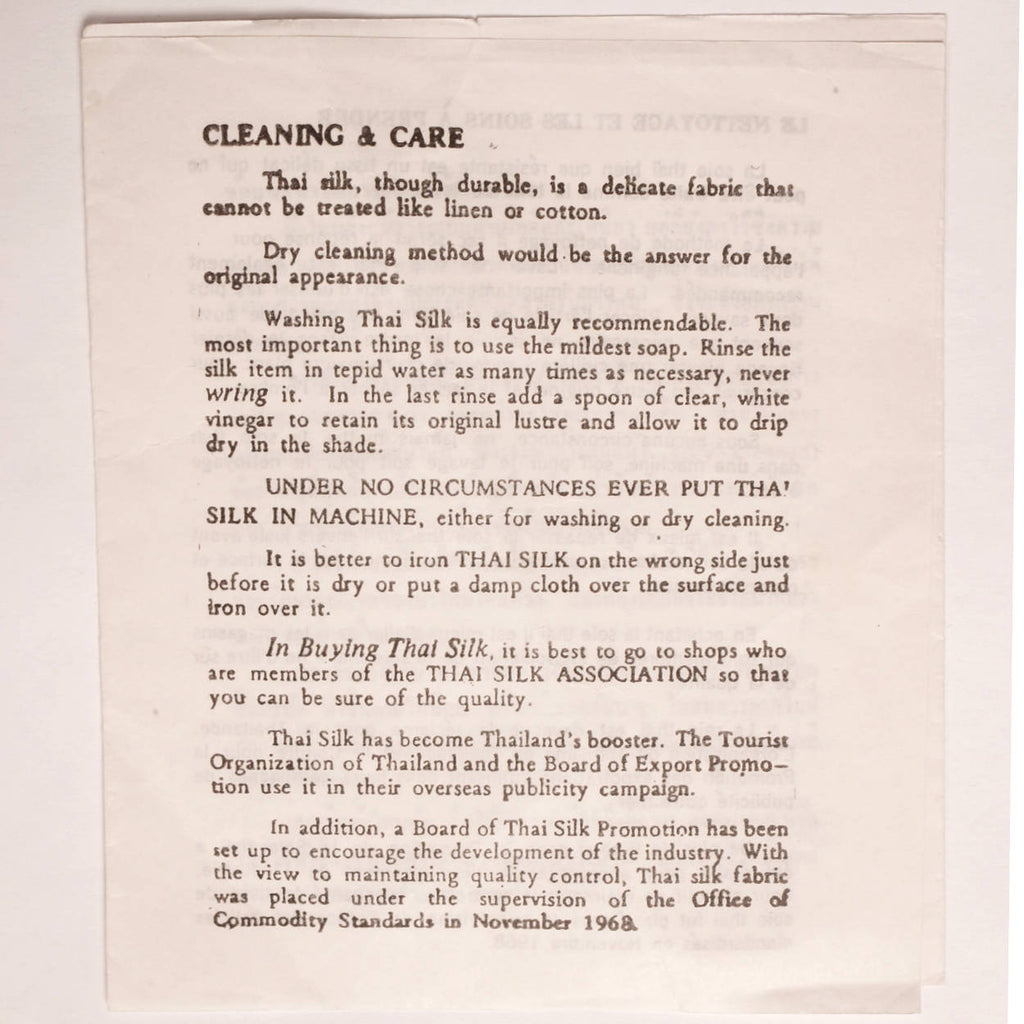 CLEANING & CARE
Thai silk, though durable, is a delicate fabric that
cannot be treated like linen or cotton.
Dry cleaning method would be the answer for the
original appearance.
Washing Thai Silk is equally recommendable. The
most important thing is to use the mildest soap. Rinse the
silk item in tepid water as many times as necessary, never
wring it. In the last rinse add a spoon of clear, white
vinegar to retain its original lustre and allow it to drip
dry in the shade.
UNDER NO CIRCUMSTANCES EVER PUT THAI
SILK IN MACHINE, either for washing or dry cleaning.
It is better to iron THAI SILK on the wrong side just
before it is dry or put a damp cloth over the surface and
iron over it.
In Buying Thai Silk, it is best to go to shops who
are members of the THAI SILK ASSOCIATION so that
you can be sure of the quality.
Thai Silk has become Thailand's booster. The Tourist
Organization of Thailand and the Board of Export Promo-
tion use it in their overseas publicity campaign.
In addition, a Board of Thai Silk Promotion has been
set up to encourage the development of the industry. With
the view to maintaining quality control, Thai silk fabric
was placed under the supervision of the Office of
Commodity Standards in November 1968.